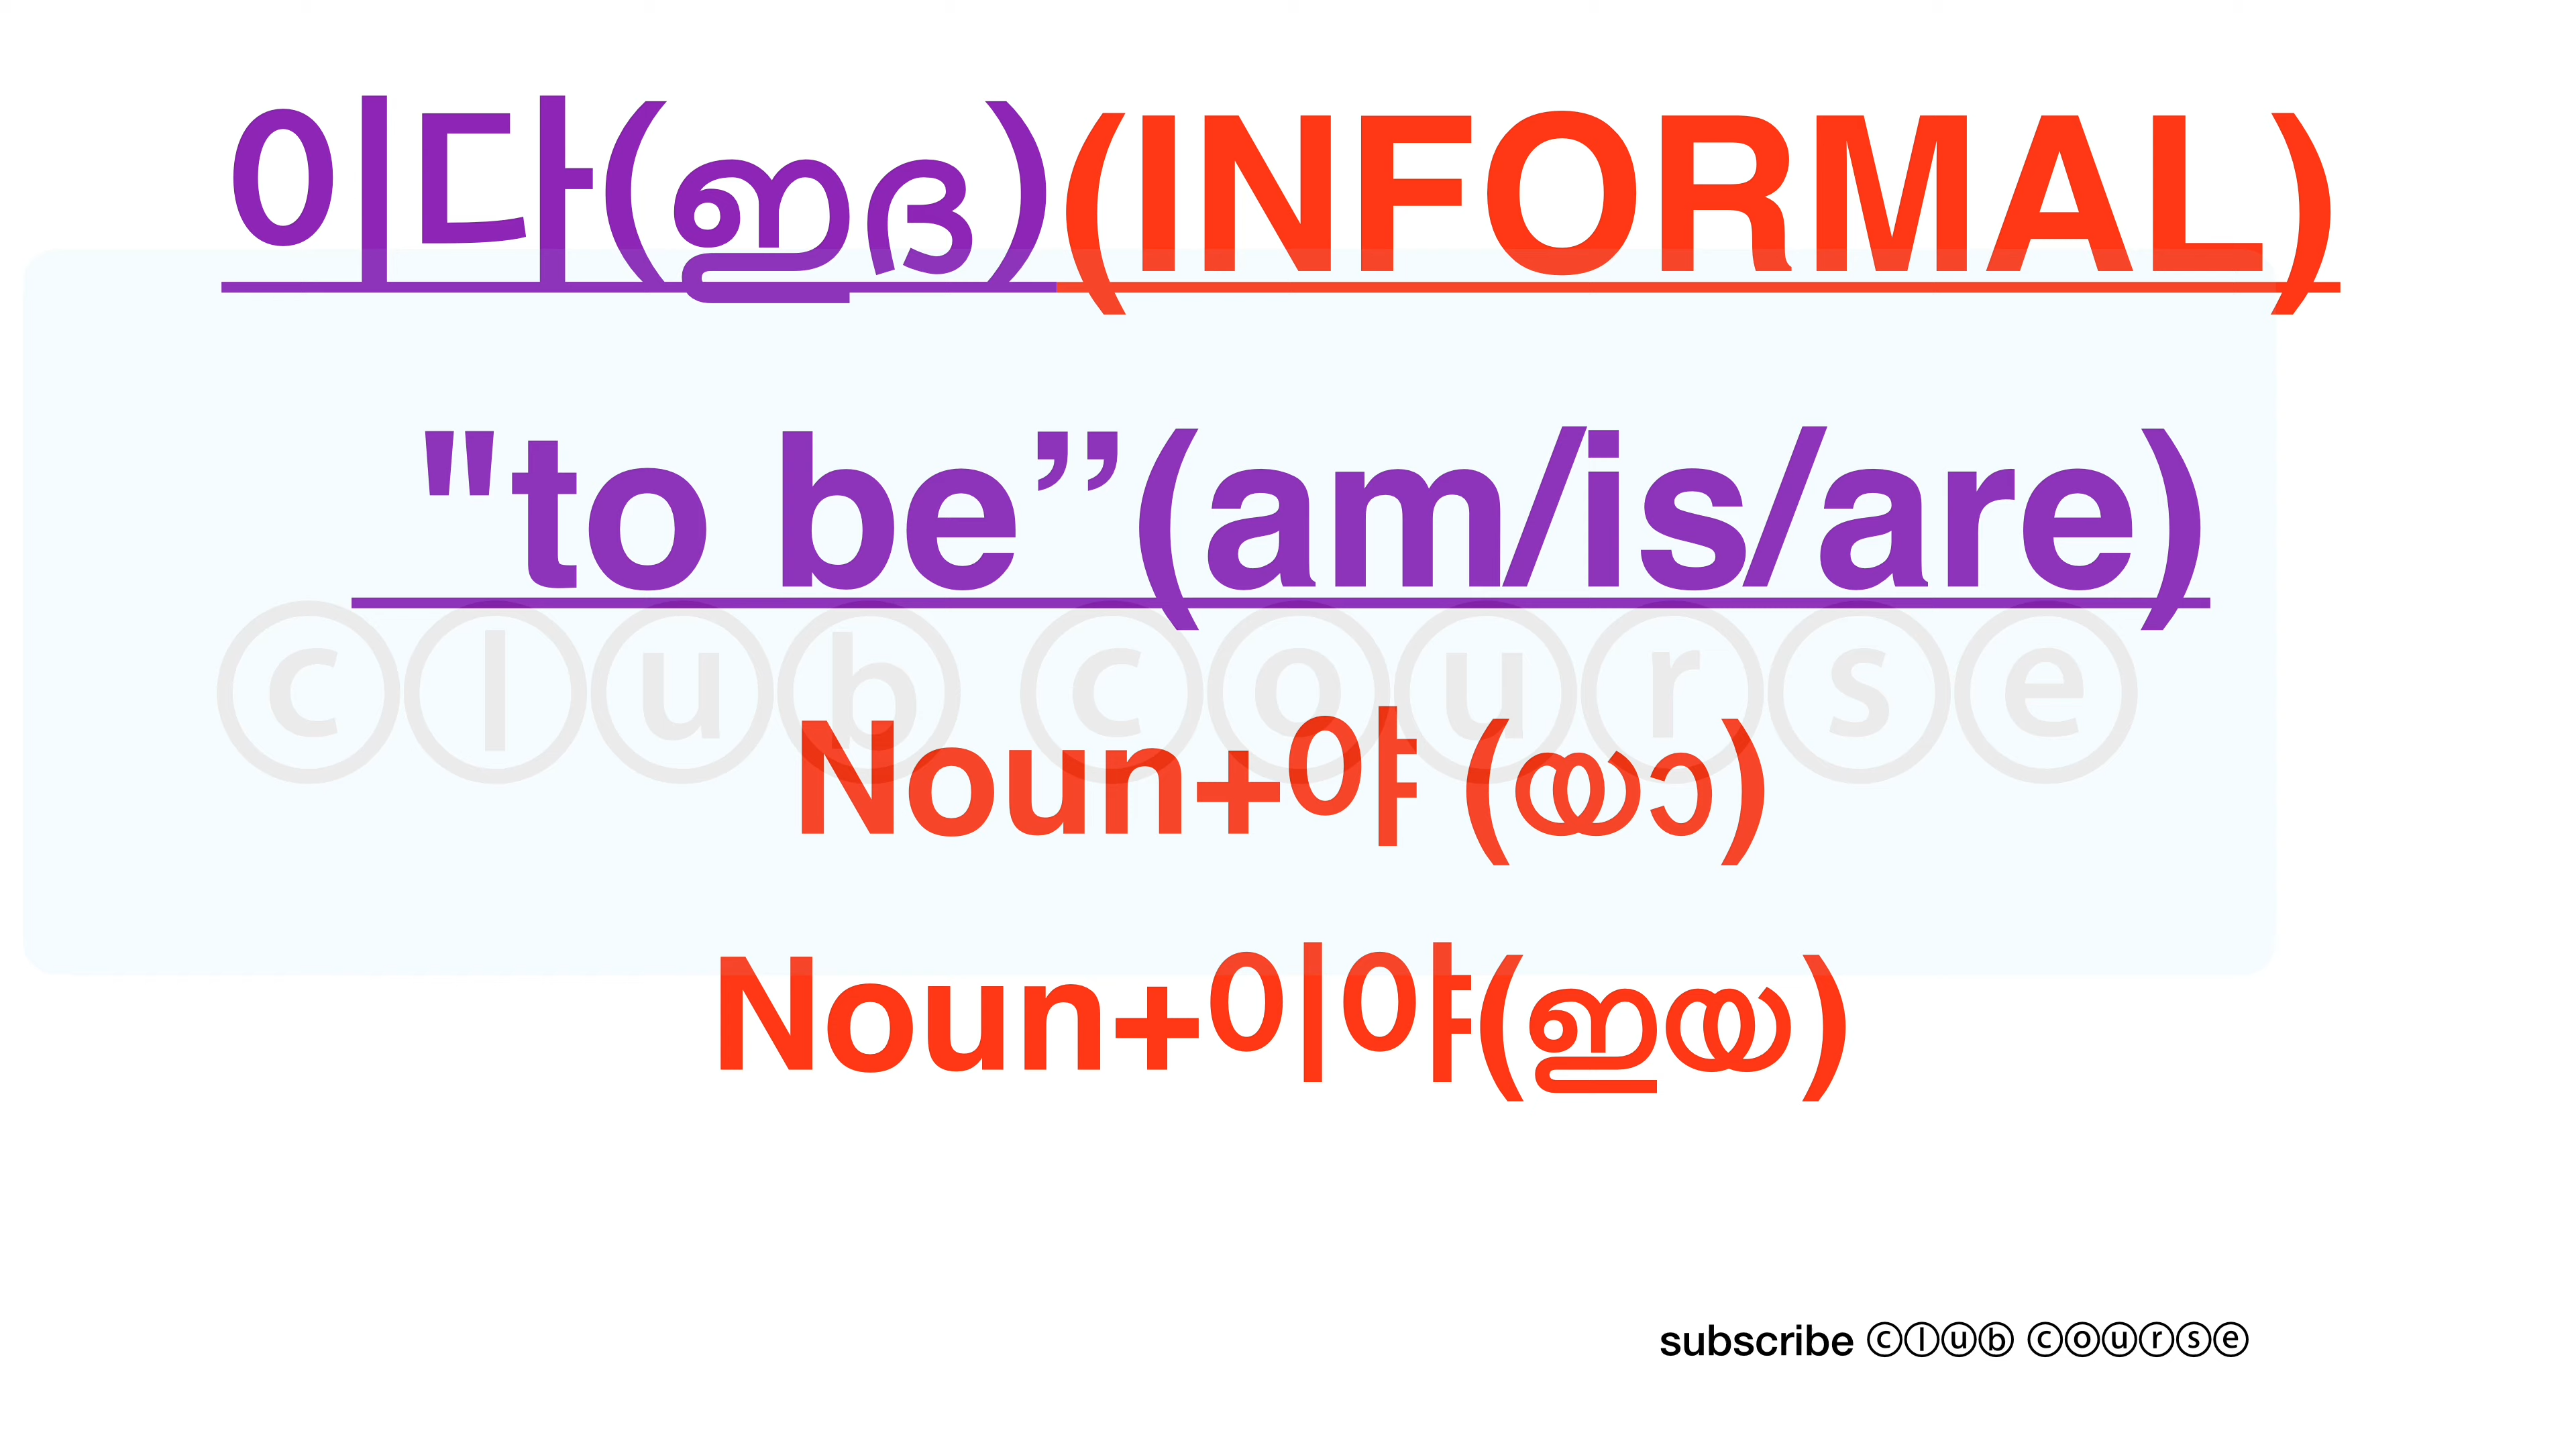 이다(ഇദ)(INFORMAL)
"to be”(am/is/are)
ⓒⓛⓤⓑ ⓒⓞⓤⓡⓢⓔ
Noun+야 (യാ)
Noun+이야(ഇയ)
subscribe ⓒⓛⓤⓑ ⓒⓞⓤⓡⓢⓔ